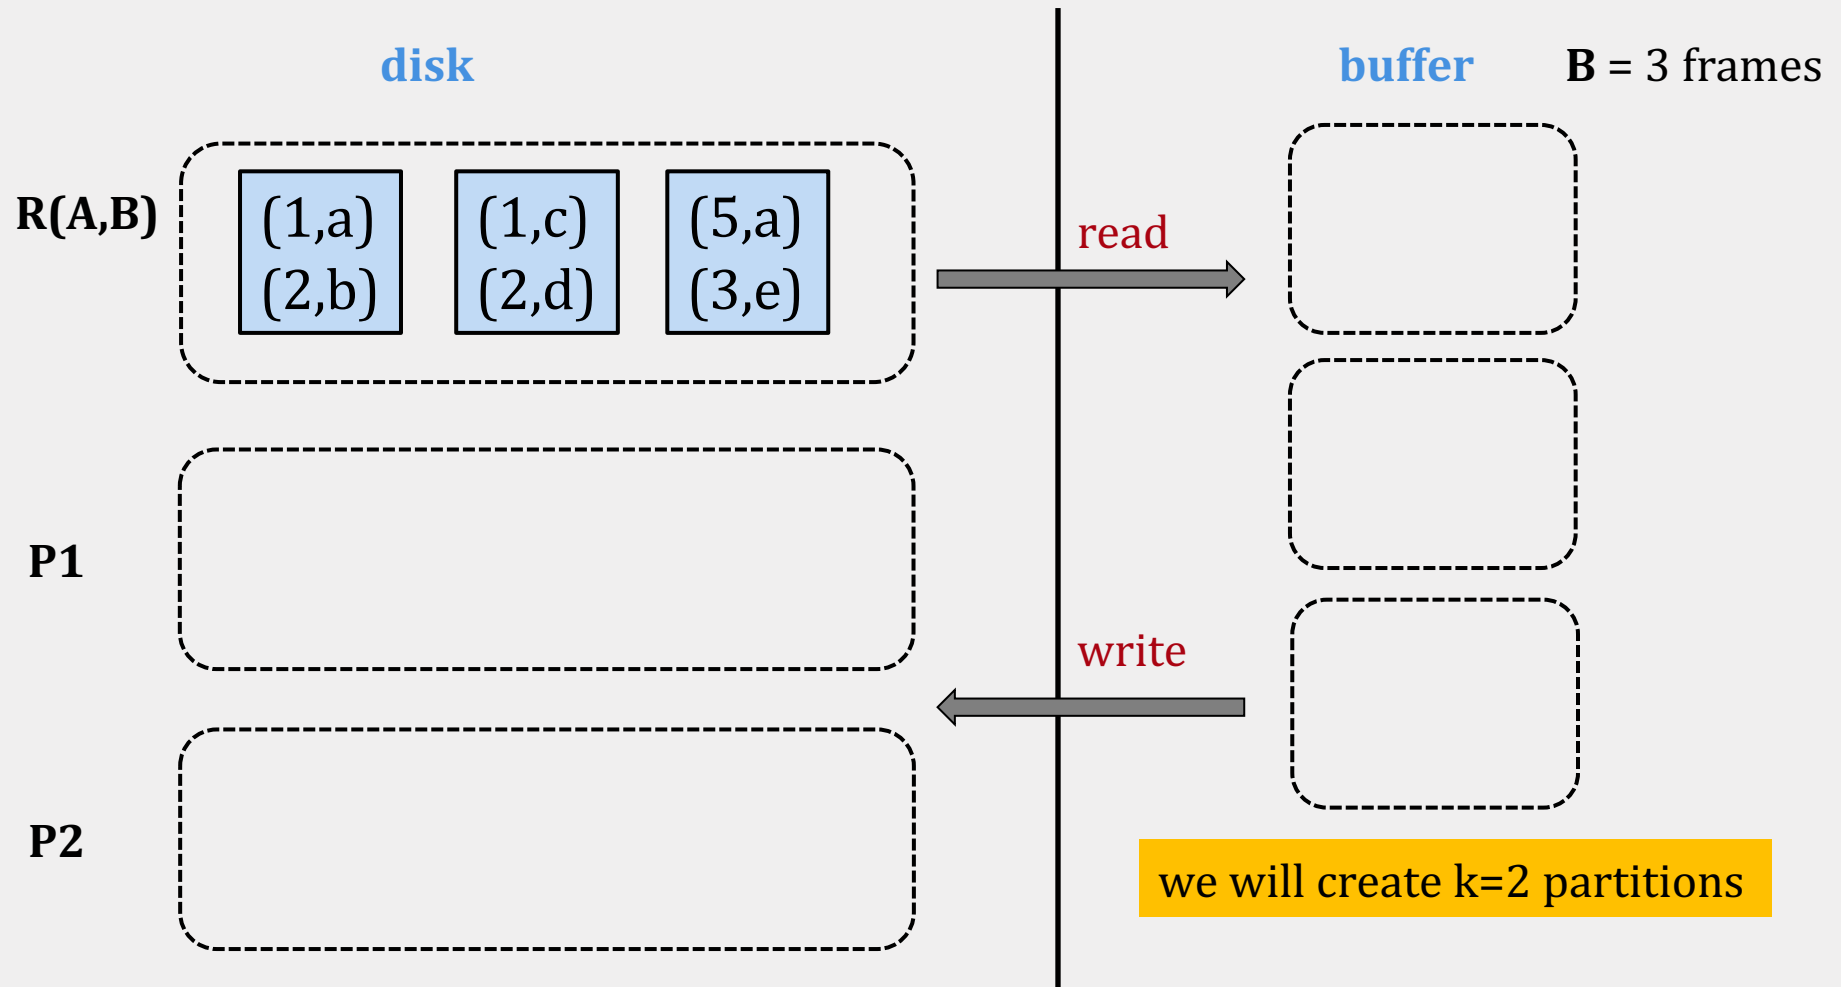 disk
buffer
B = 3 frames
R(A,B)
(1,a)
(2,b)
(1,c)
(2,d)
(5,a)
(3,e)
read
P1
write
P2
we will create k=2 partitions